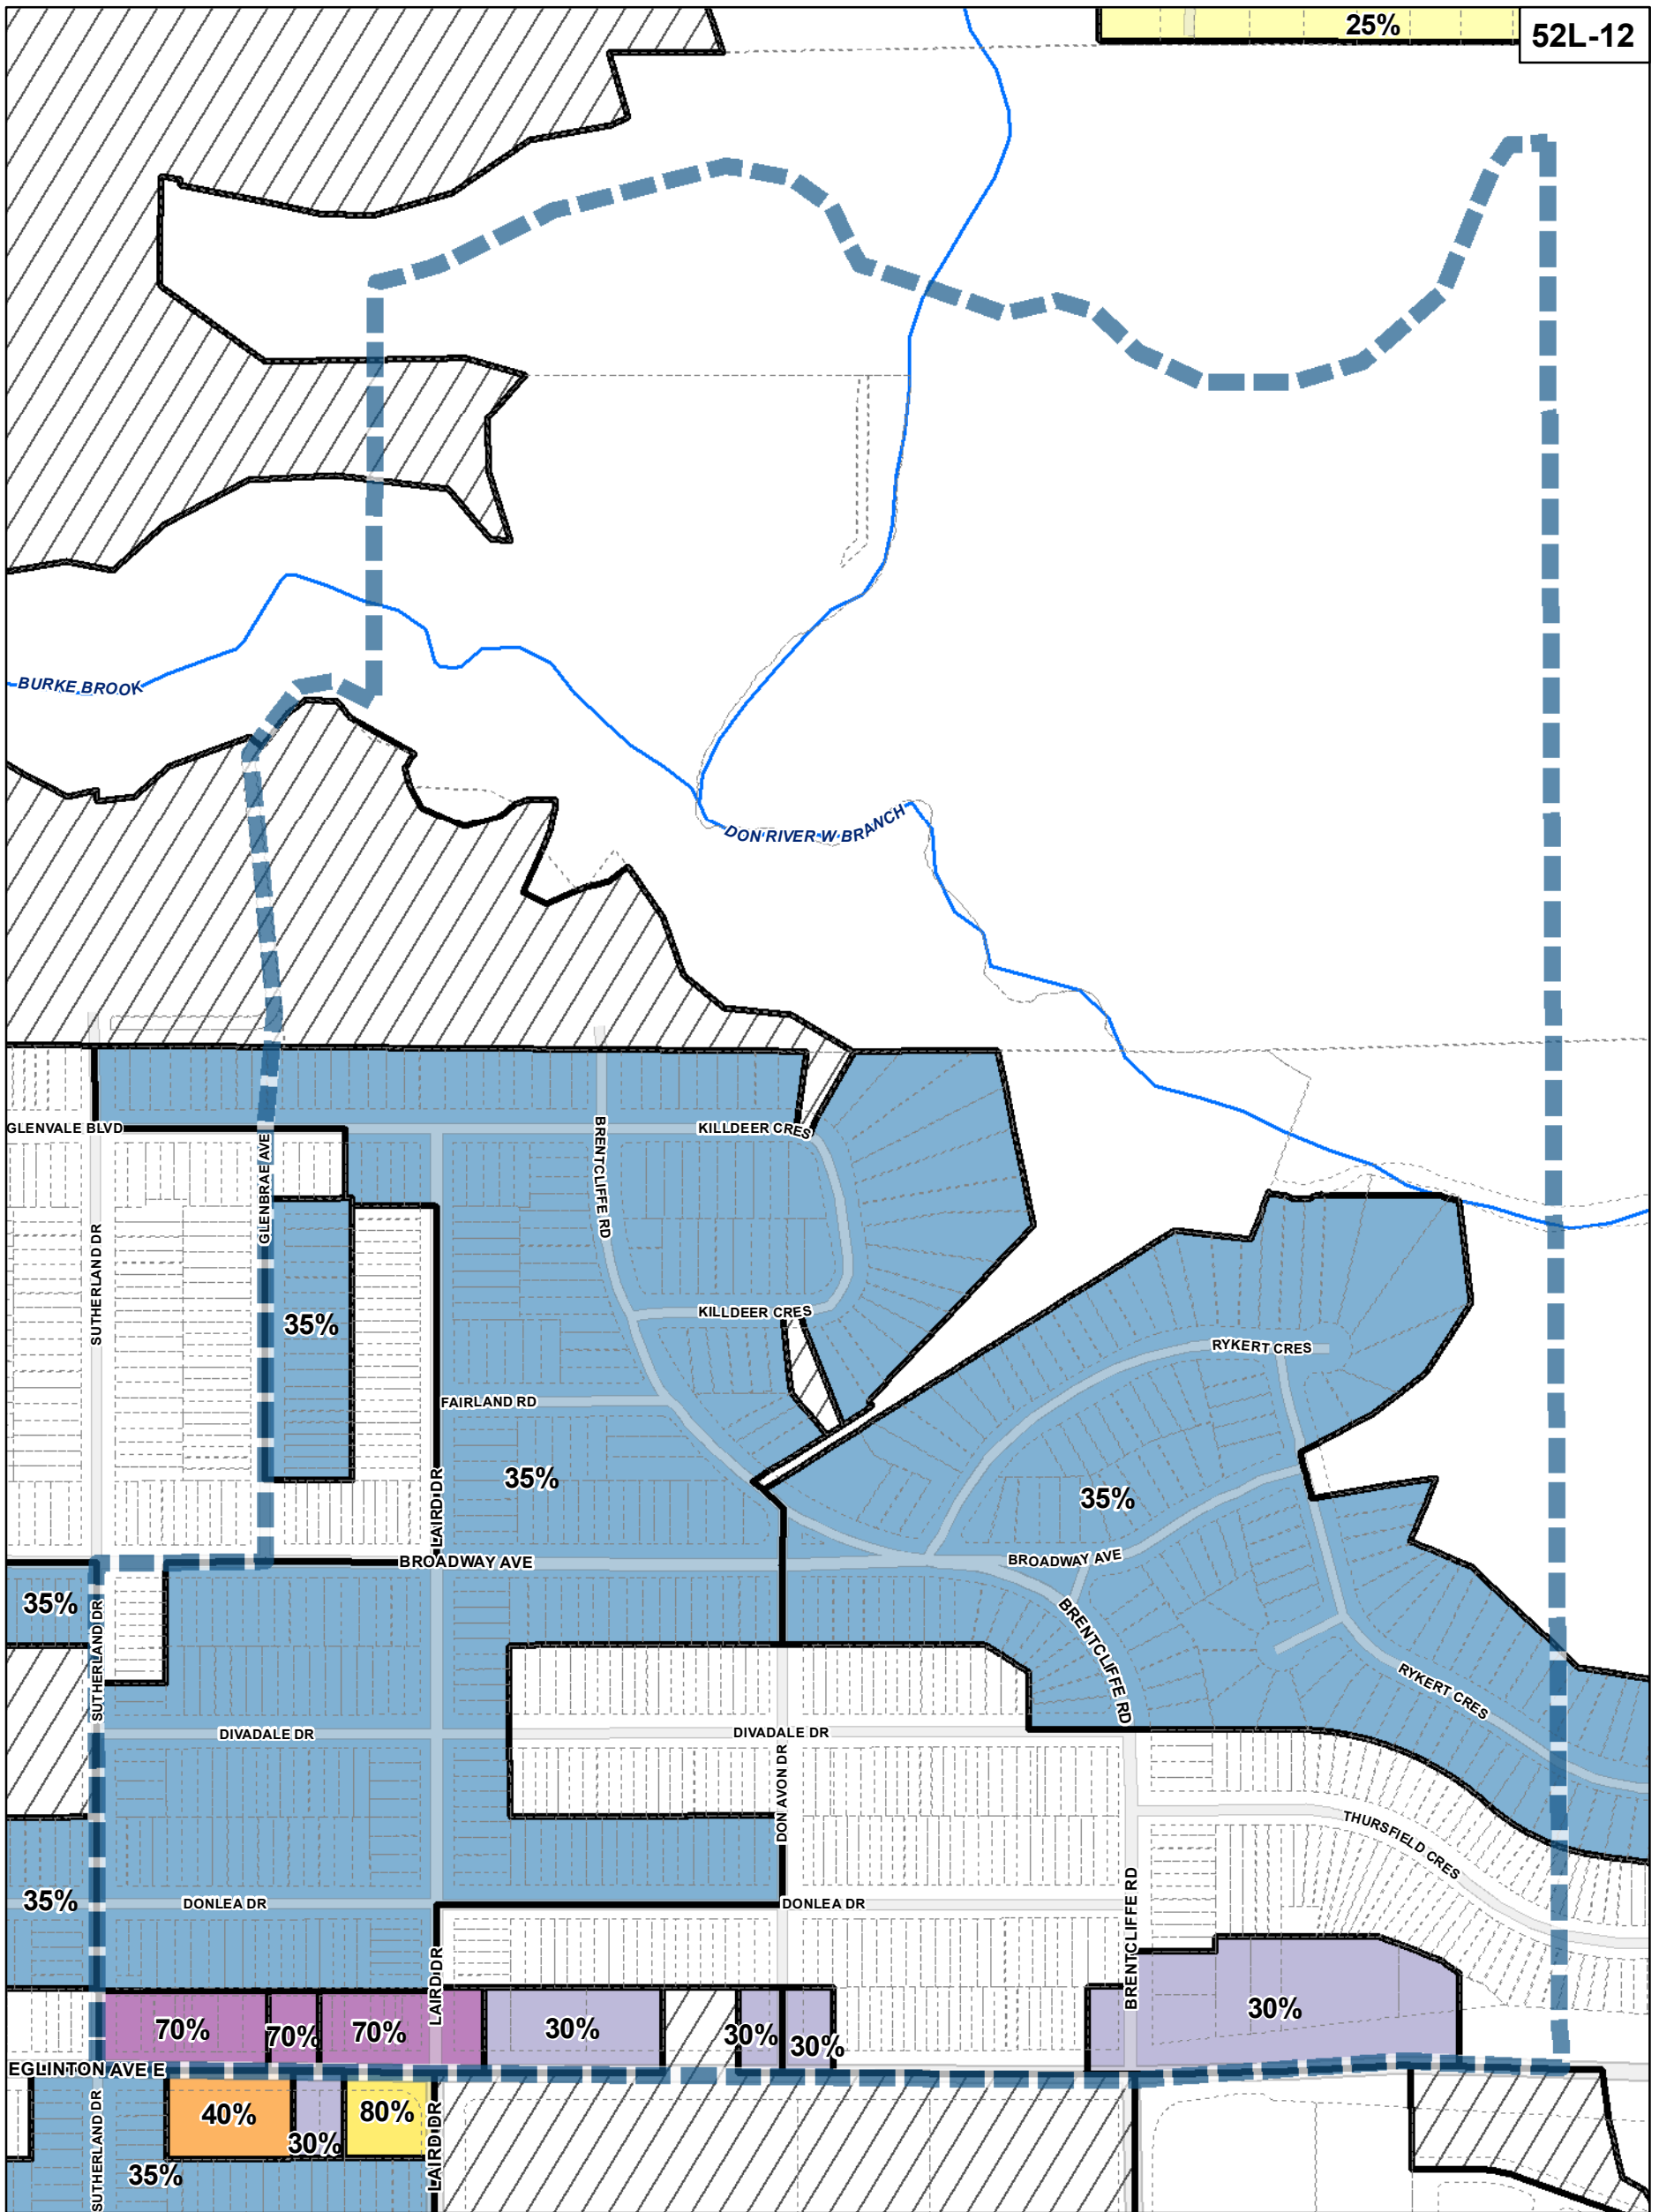 25%
52L-12
BURKE BROOK
DON RIVER W BRANCH
GLENVALE BLVD
KILLDEER CRES
BRENTCLIFFE RD
GLENBRAE AVE
SUTHERLAND DR
35%
KILLDEER CRES
RYKERT CRES
FAIRLAND RD
LAIRD DR
35%
35%
BROADWAY AVE
BROADWAY AVE
35%
SUTHERLAND DR
BRENTCLIFFE RD
RYKERT CRES
DIVADALE DR
DIVADALE DR
DON AVON DR
THURSFIELD CRES
35%
DONLEA DR
DONLEA DR
BRENTCLIFFE RD
LAIRD DR
70%
70%
70%
30%
30%
30%
30%
EGLINTON AVE E
SUTHERLAND DR
40%
30%
80%
LAIRD DR
35%